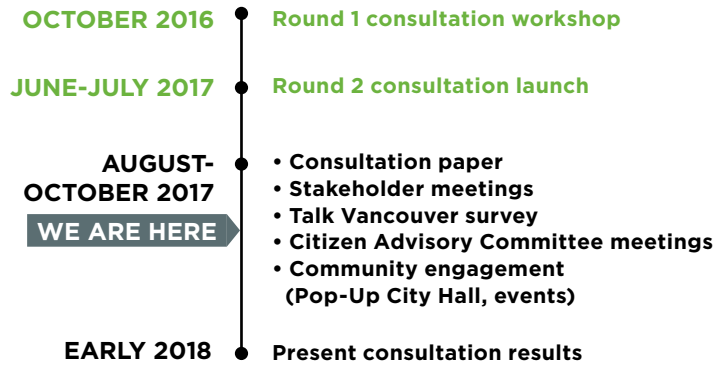 OCTOBER 2016
Round 1 consultation workshop
JUNE-JULY 2017
Round 2 consultation launch
AUGUST-
OCTOBER 2017
WE ARE HERE
• Consultation paper
• Stakeholder meetings
• Talk Vancouver survey
• Citizen Advisory Committee meetings
• Community engagement
(Pop-Up City Hall, events)
EARLY 2018
Present consultation results